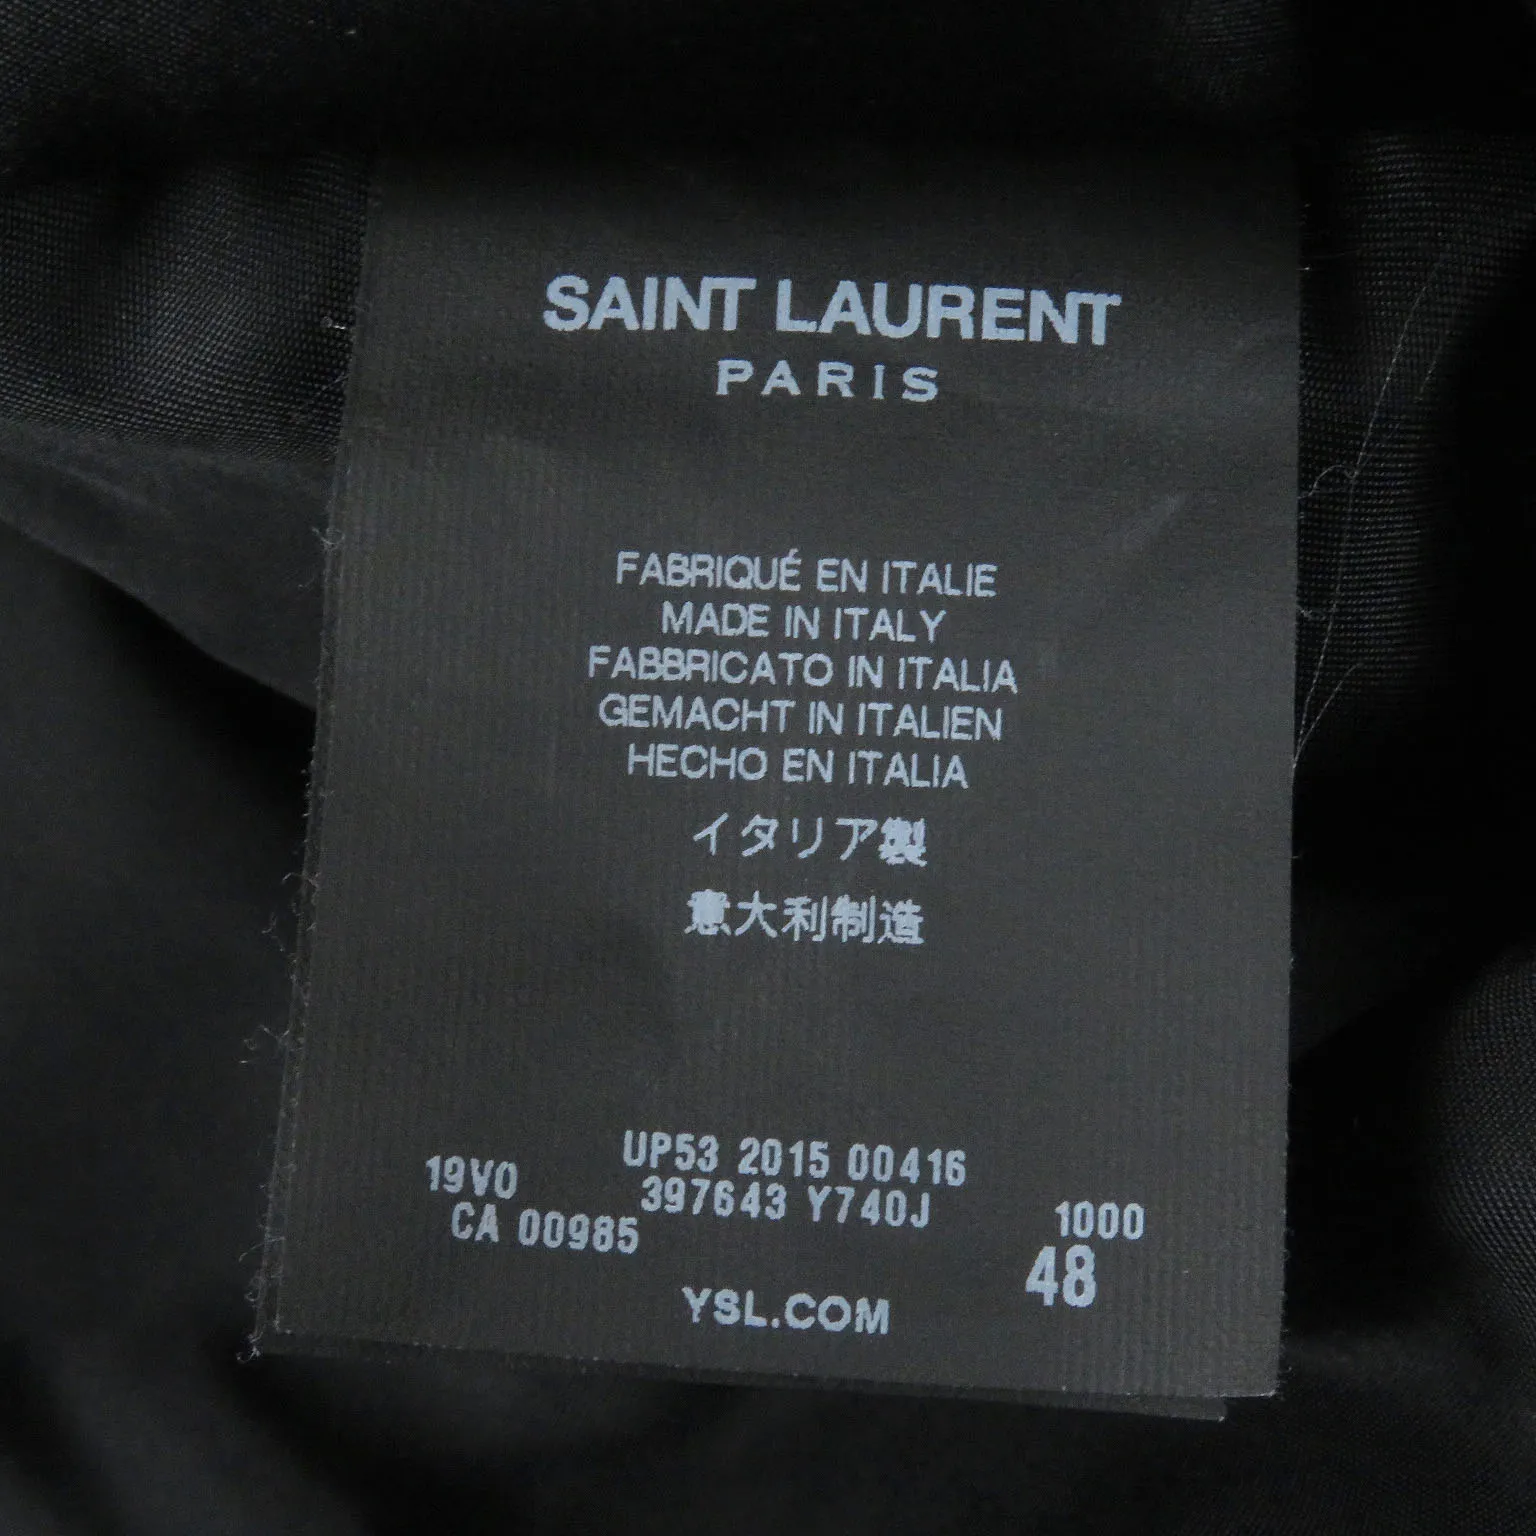 SAINT LAURENT
PARIS
FABRIQUÉ EN ITALIE
MADE IN ITALY
FABBRICATO IN ITALIA
GEMACHT IN ITALIEN
HECHO EN ITALIA
イタリア製
意大利制造
UP53 2015 00416
19V0 397643 Y740J 1000
CA 00985 48
YSL.COM